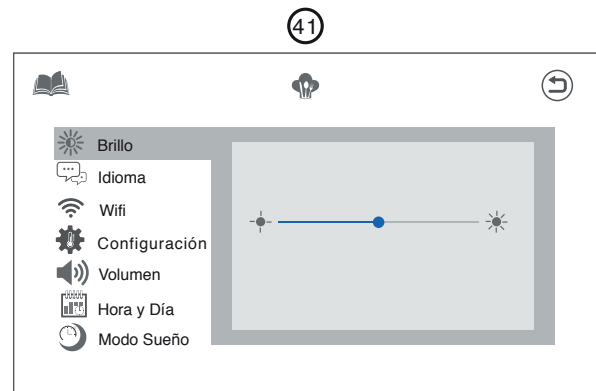 41
Brillo
Idioma
Wifi
Configuración
Volumen
Hora y Día
Modo Sueño